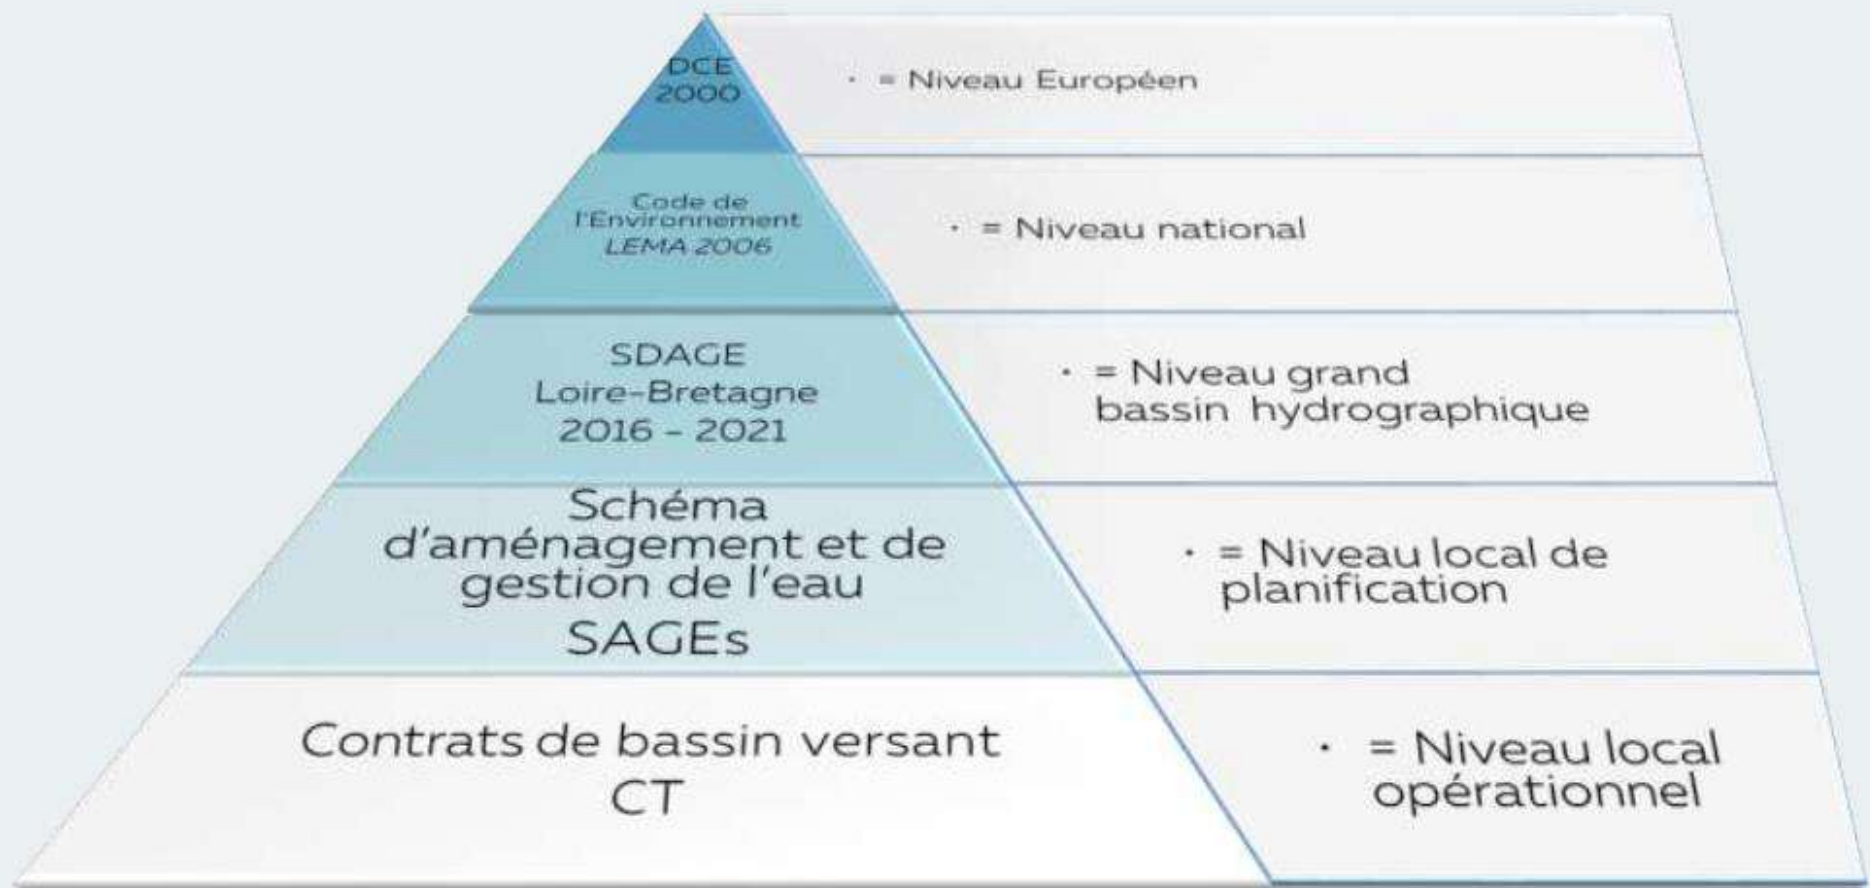 DCE
2000
· = Niveau Européen
Code de
l'Environnement
LEMA 2006
· = Niveau national
SDAGE
Loire-Bretagne
2016 - 2021
· = Niveau grand
bassin hydrographique
Schéma
d'aménagement et de
gestion de l'eau
SAGEs
· = Niveau local de
planification
Contrats de bassin versant
CT
· = Niveau local
opérationnel